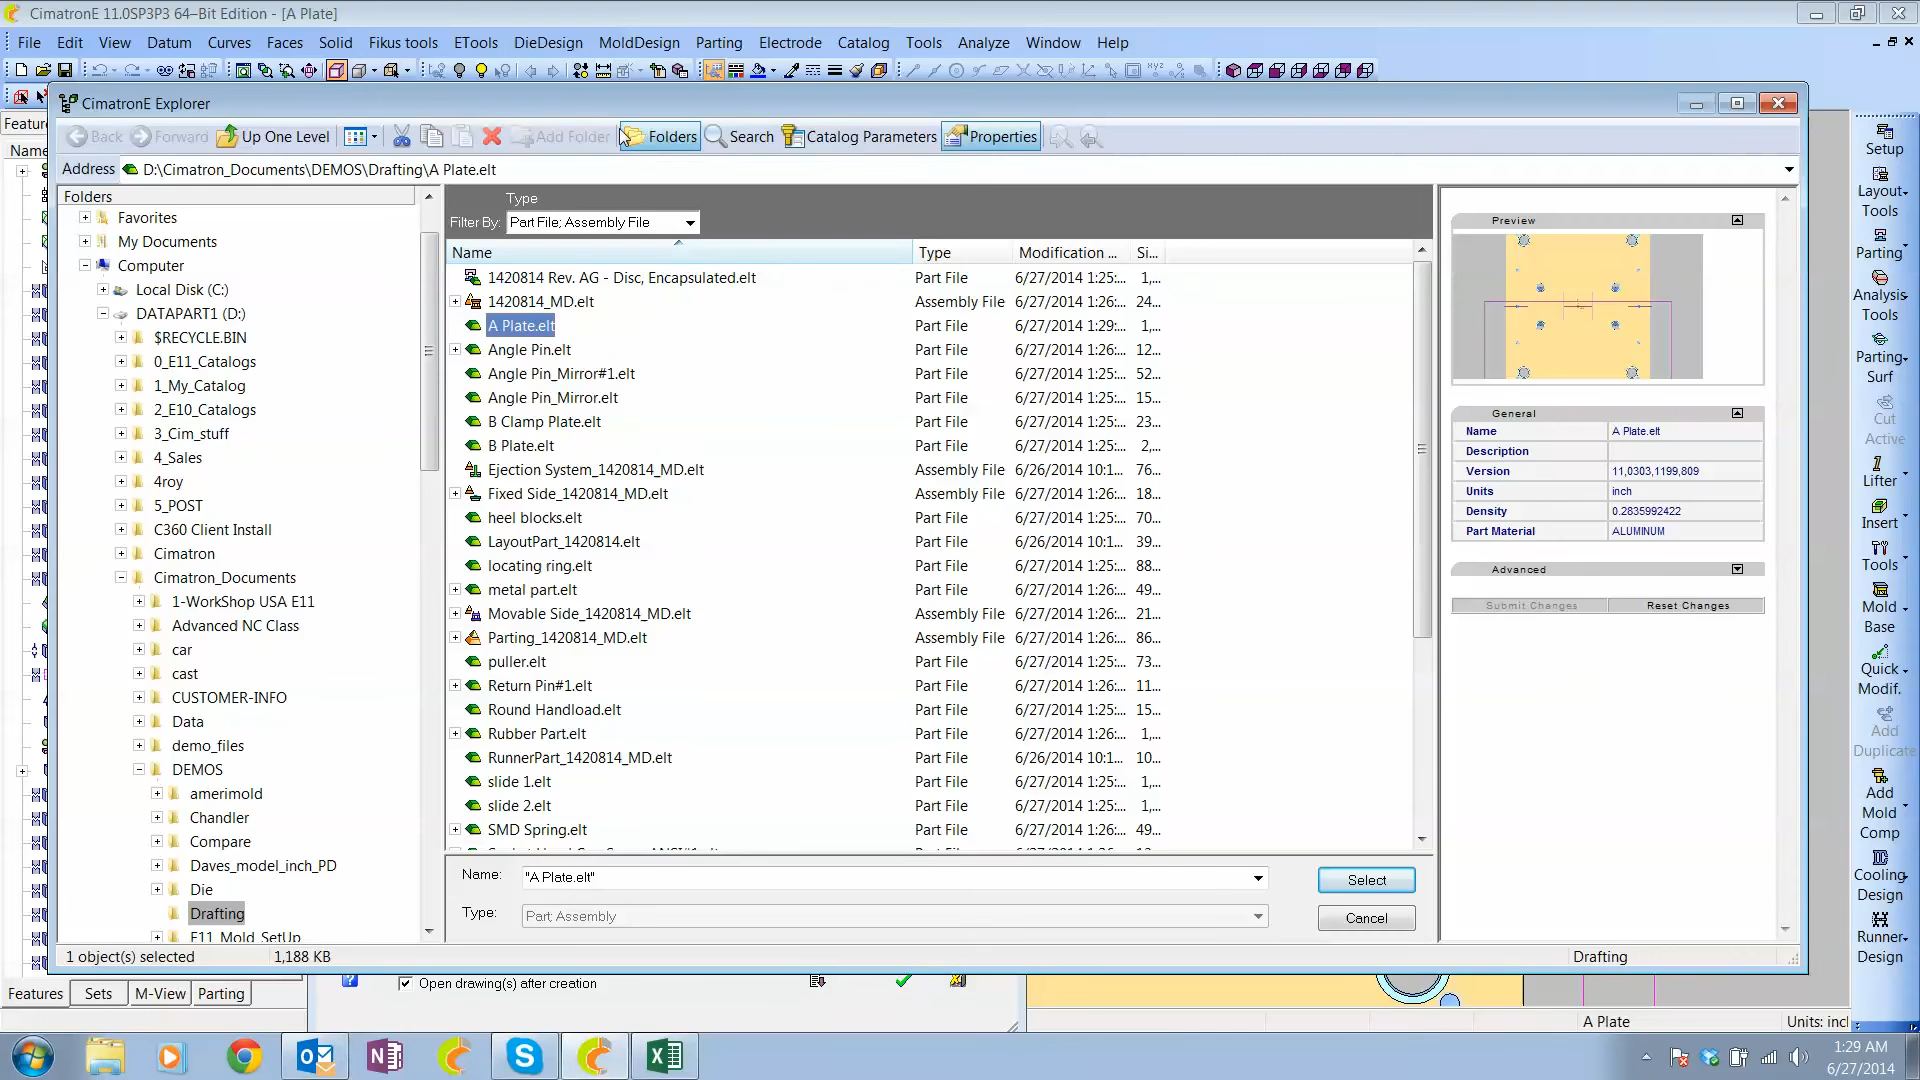 CimatronE 11.0SP3P3 64–Bit Edition - [A Plate]
File Edit View Datum Curves Faces Solid Fikus tools ETools DieDesign MoldDesign Parting Electrode Catalog Tools Analyze Window Help
CimatronE Explorer
Back Forward Up One Level Add Folder Folders Search Catalog Parameters Properties
Address D:\Cimatron_Documents\DEMOS\Drafting\A Plate.elt
Folders
Favorites
My Documents
Computer
Local Disk (C:)
DATAPART1 (D:)
$RECYCLE.BIN
0_E11_Catalogs
1_My_Catalog
2_E10_Catalogs
3_Cim_stuff
4_Sales
4roy
5_POST
C360 Client Install
Cimatron
Cimatron_Documents
1-WorkShop USA E11
Advanced NC Class
car
cast
CUSTOMER-INFO
Data
demo_files
DEMOS
amerimold
Chandler
Compare
Daves_model_inch_PD
Die
Drafting
E11_Mold_SetUp
Type
Filter By: Part File; Assembly File
Name Type Modification ... Si...
1420814 Rev. AG - Disc, Encapsulated.elt Part File 6/27/2014 1:25:... 1,...
1420814_MD.elt Assembly File 6/27/2014 1:26:... 24...
A Plate.elt Part File 6/27/2014 1:29:... 1,...
Angle Pin.elt Part File 6/27/2014 1:26:... 12...
Angle Pin_Mirror#1.elt Part File 6/27/2014 1:25:... 52...
Angle Pin_Mirror.elt Part File 6/27/2014 1:26:... 15...
B Clamp Plate.elt Part File 6/27/2014 1:25:... 23...
B Plate.elt Part File 6/27/2014 1:25:... 2,...
Ejection System_1420814_MD.elt Assembly File 6/26/2014 10:1... 76...
Fixed Side_1420814_MD.elt Assembly File 6/27/2014 1:26:... 18...
heel blocks.elt Part File 6/27/2014 1:25:... 70...
LayoutPart_1420814.elt Part File 6/26/2014 10:1... 39...
locating ring.elt Part File 6/27/2014 1:25:... 88...
metal part.elt Part File 6/27/2014 1:26:... 49...
Movable Side_1420814_MD.elt Assembly File 6/27/2014 1:26:... 21...
Parting_1420814_MD.elt Assembly File 6/27/2014 1:26:... 86...
puller.elt Part File 6/27/2014 1:25:... 73...
Return Pin#1.elt Part File 6/27/2014 1:26:... 11...
Round Handload.elt Part File 6/27/2014 1:25:... 15...
Rubber Part.elt Part File 6/27/2014 1:26:... 1,...
RunnerPart_1420814_MD.elt Part File 6/26/2014 10:1... 10...
slide 1.elt Part File 6/27/2014 1:25:... 1,...
slide 2.elt Part File 6/27/2014 1:25:... 1,...
SMD Spring.elt Part File 6/27/2014 1:26:... 49...
Name: "A Plate.elt"
Type: Part; Assembly
Select
Cancel
Preview
General
Name A Plate.elt
Description
Version 11,0303,1199,809
Units inch
Density 0.2835992422
Part Material ALUMINUM
Advanced
Submit Changes Reset Changes
1 object(s) selected 1,188 KB Drafting
Featur
Name
Features Sets M-View Parting
Open drawing(s) after creation
A Plate Units: incl
Setup
Layout
Tools
Parting
Analysis
Tools
Parting
Surf
Cut
Active
Lifter
Insert
Tools
Mold
Base
Quick
Modif.
Add
Duplicate
Add
Mold
Comp
Cooling
Design
Runner
Design
1:29 AM
6/27/2014